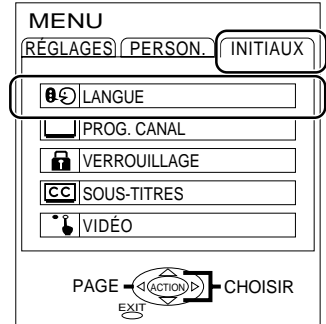 MENU
RÉGLAGES PERSON. INITIAUX
LANGUE
PROG. CANAL
VERROUILLAGE
CC SOUS-TITRES
VIDÉO
PAGE ACTION CHOISIR
EXIT